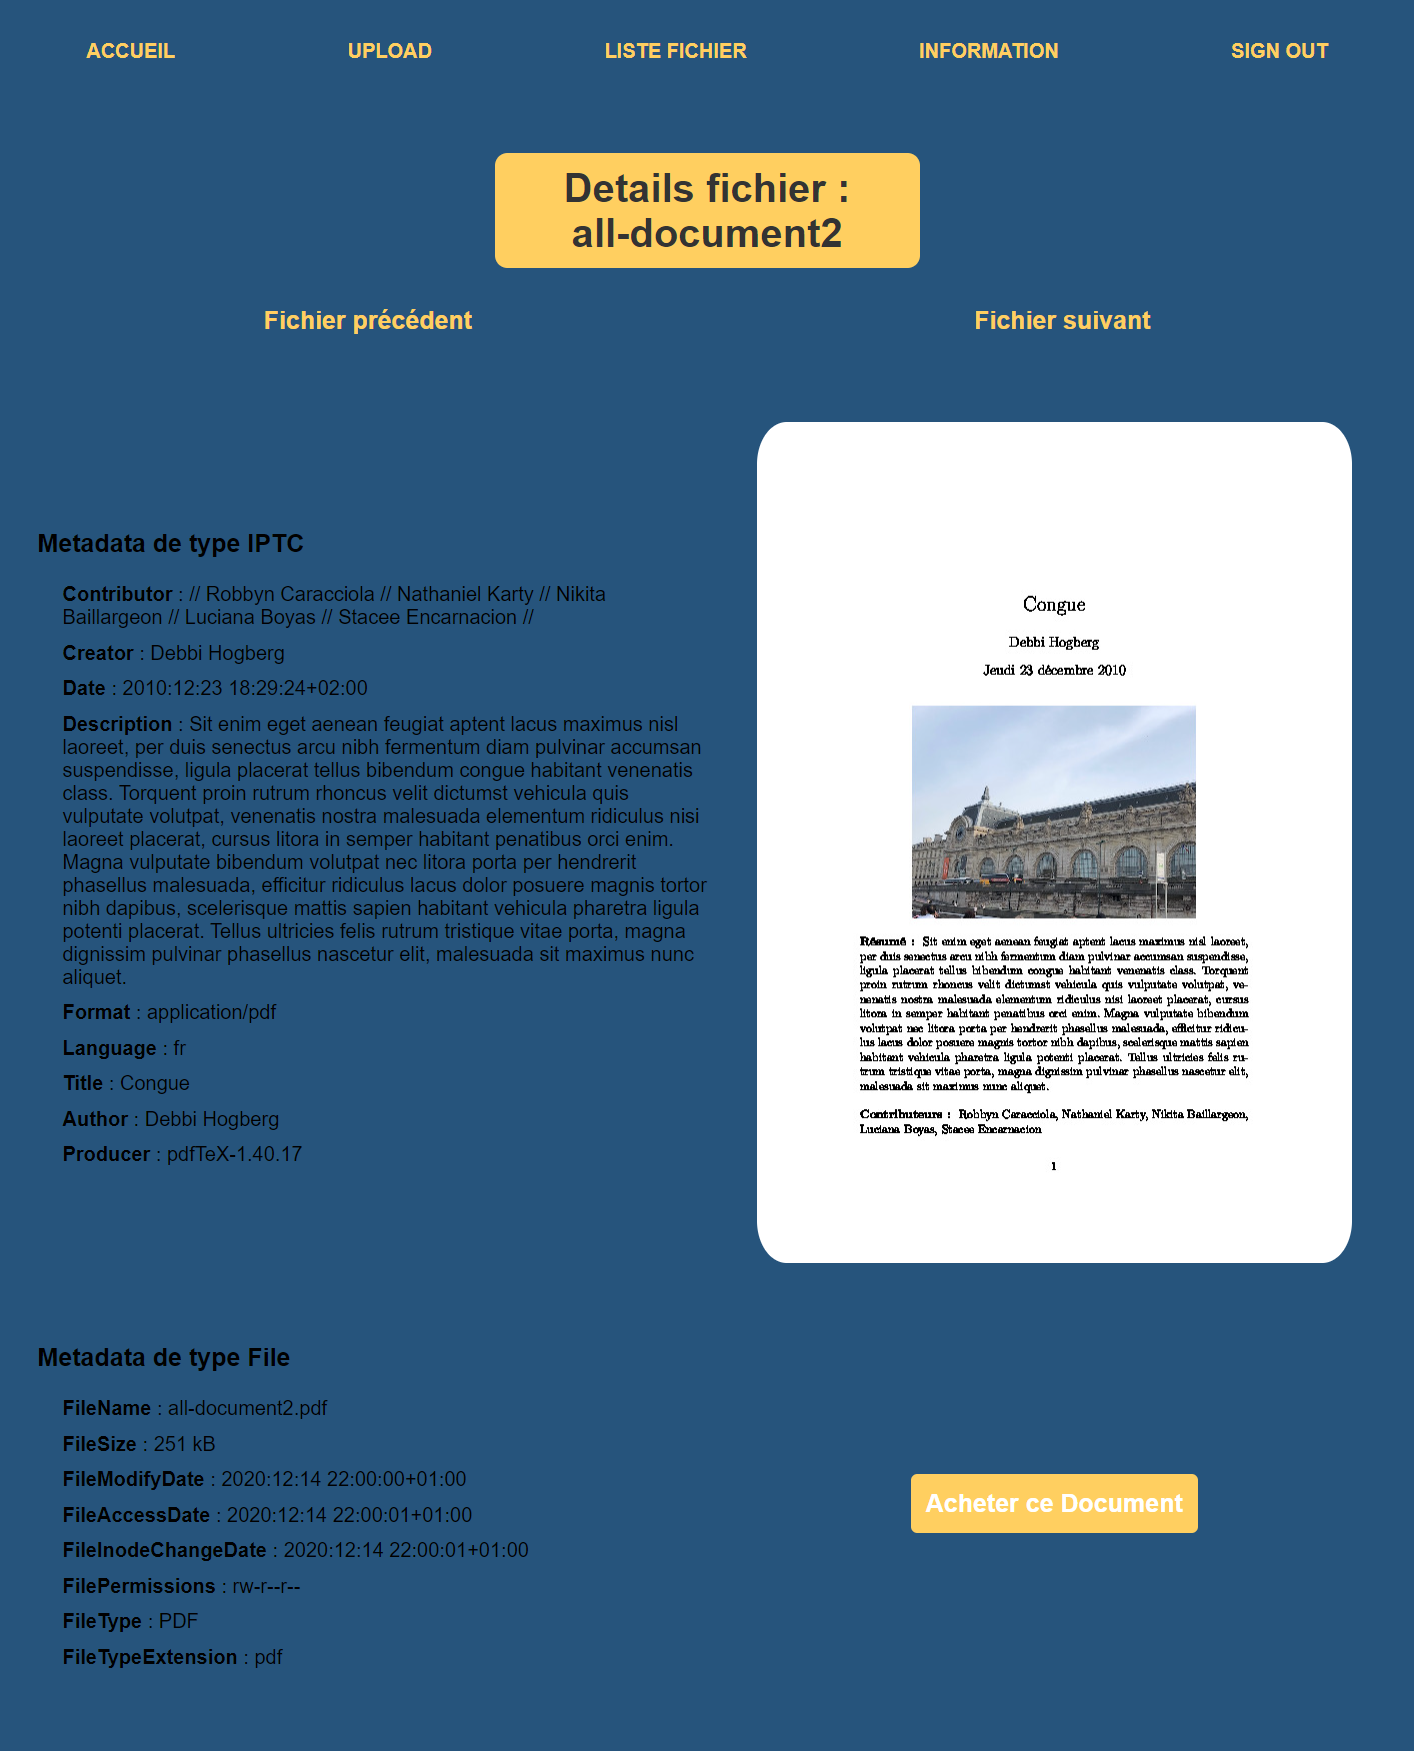 ACCUEIL UPLOAD LISTE FICHIER INFORMATION SIGN OUT
Details fichier :
all-document2
Fichier précédent Fichier suivant
Metadata de type IPTC
Contributor : // Robbyn Caracciola // Nathaniel Karty // Nikita
Baillargeon // Luciana Boyas // Stacee Encarnacion //
Creator : Debbi Hogberg
Date : 2010:12:23 18:29:24+02:00
Description : Sit enim eget aenean feugiat aptent lacus maximus nisl
laoreet, per duis senectus arcu nibh fermentum diam pulvinar accumsan
suspendisse, ligula placerat tellus bibendum congue habitant venenatis
class. Torquent proin rutrum rhoncus velit dictumst vehicula quis
vulputate volutpat, venenatis nostra malesuada elementum ridiculus nisi
laoreet placerat, cursus litora in semper habitant penatibus orci enim.
Magna vulputate bibendum volutpat nec litora porta per hendrerit
phasellus malesuada, efficitur ridiculus lacus dolor posuere magnis tortor
nibh dapibus, scelerisque mattis sapien habitant vehicula pharetra ligula
potenti placerat. Tellus ultricies felis rutrum tristique vitae porta, magna
dignissim pulvinar phasellus nascetur elit, malesuada sit maximus nunc
aliquet.
Format : application/pdf
Language : fr
Title : Congue
Author : Debbi Hogberg
Producer : pdfTeX-1.40.17
Congue
Debbi Hogberg
Jeudi 23 décembre 2010
Résumé : Sit enim eget aenean feugiat aptent lacus maximus nisl laoreet,
per duis senectus arcu nibh fermentum diam pulvinar accumsan suspendisse,
ligula placerat tellus bibendum congue habitant venenatis class. Torquent
proin rutrum rhoncus velit dictumst vehicula quis vulputate volutpat, ve-
nenatis nostra malesuada elementum ridiculus nisi laoreet placerat, cursus
litora in semper habitant penatibus orci enim. Magna vulputate bibendum
volutpat nec litora porta per hendrerit phasellus malesuada, efficitur ridicu-
lus lacus dolor posuere magnis tortor nibh dapibus, scelerisque mattis sapien
habitant vehicula pharetra ligula potenti placerat. Tellus ultricies felis ru-
trum tristique vitae porta, magna dignissim pulvinar phasellus nascetur elit,
malesuada sit maximus nunc aliquet.
Contributeurs : Robbyn Caracciola, Nathaniel Karty, Nikita Baillargeon,
Luciana Boyas, Stacee Encarnacion
1
Metadata de type File
FileName : all-document2.pdf
FileSize : 251 kB
FileModifyDate : 2020:12:14 22:00:00+01:00
FileAccessDate : 2020:12:14 22:00:01+01:00
FileInodeChangeDate : 2020:12:14 22:00:01+01:00
FilePermissions : rw-r--r--
FileType : PDF
FileTypeExtension : pdf
Acheter ce Document